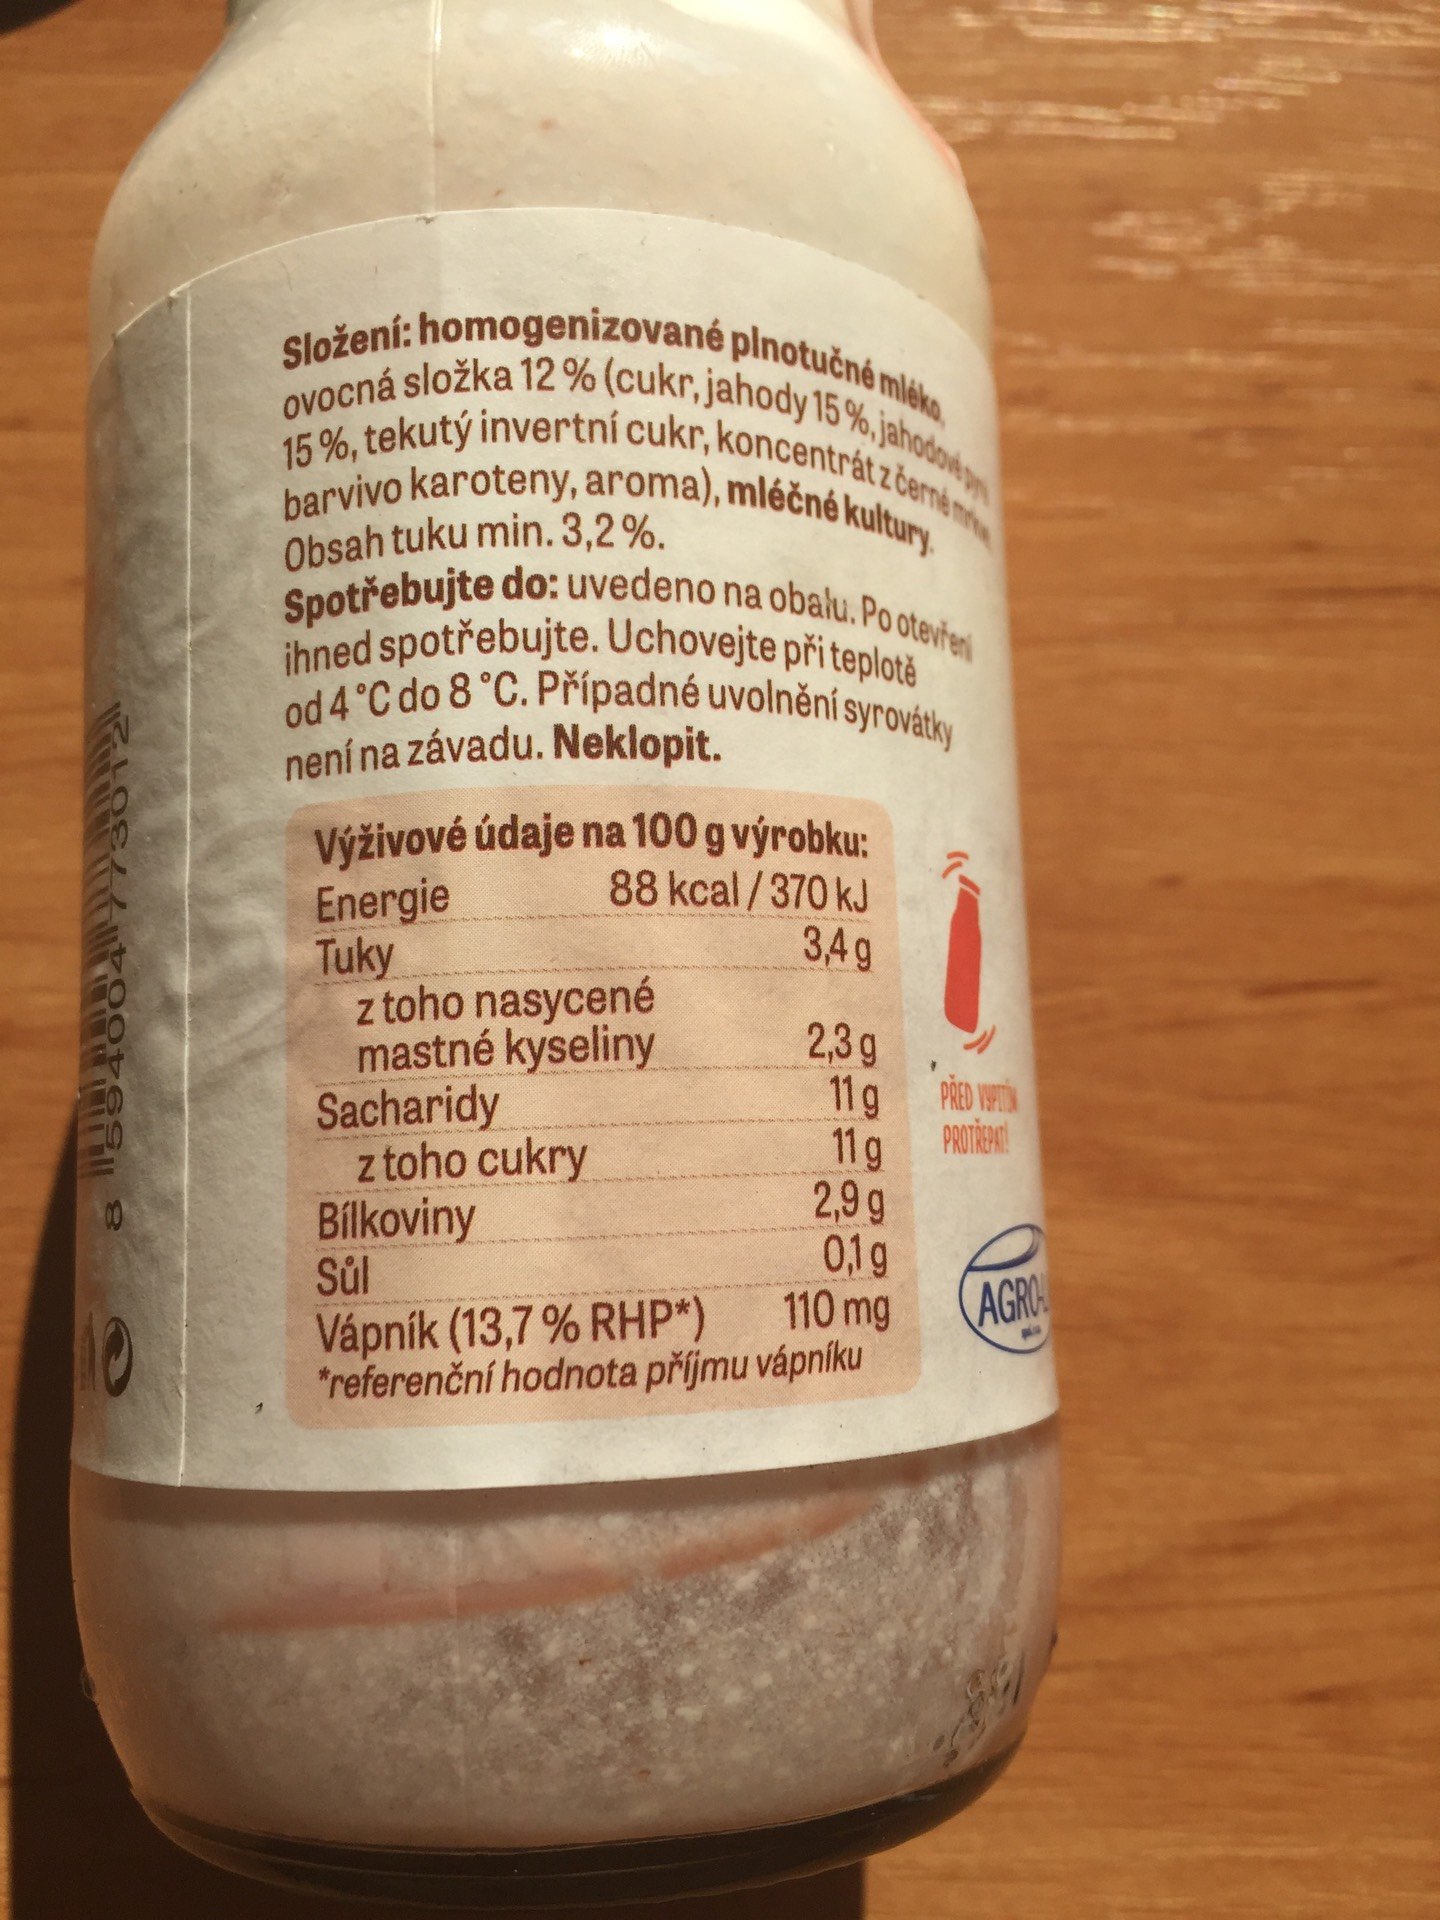 Složení: homogenizované plnotučné mléko,
ovocná složka 12 % (cukr, jahody 15 %, jahodové pyré
15 %, tekutý invertní cukr, koncentrát z černé mrkve,
barvivo karoteny, aroma), mléčné kultury.
Obsah tuku min. 3,2 %.
Spotřebujte do: uvedeno na obalu. Po otevření
ihned spotřebujte. Uchovejte při teplotě
od 4 °C do 8 °C. Případné uvolnění syrovátky
není na závadu. Neklopit.
Výživové údaje na 100 g výrobku:
Energie 88 kcal / 370 kJ
Tuky 3,4 g
z toho nasycené
mastné kyseliny 2,3 g
Sacharidy 11 g
z toho cukry 11 g
Bílkoviny 2,9 g
Sůl 0,1 g
Vápník (13,7 % RHP*) 110 mg
*referenční hodnota příjmu vápníku
PŘED VYPITÍM
PROTŘEPAT!
AGRO-
8 594004 773012